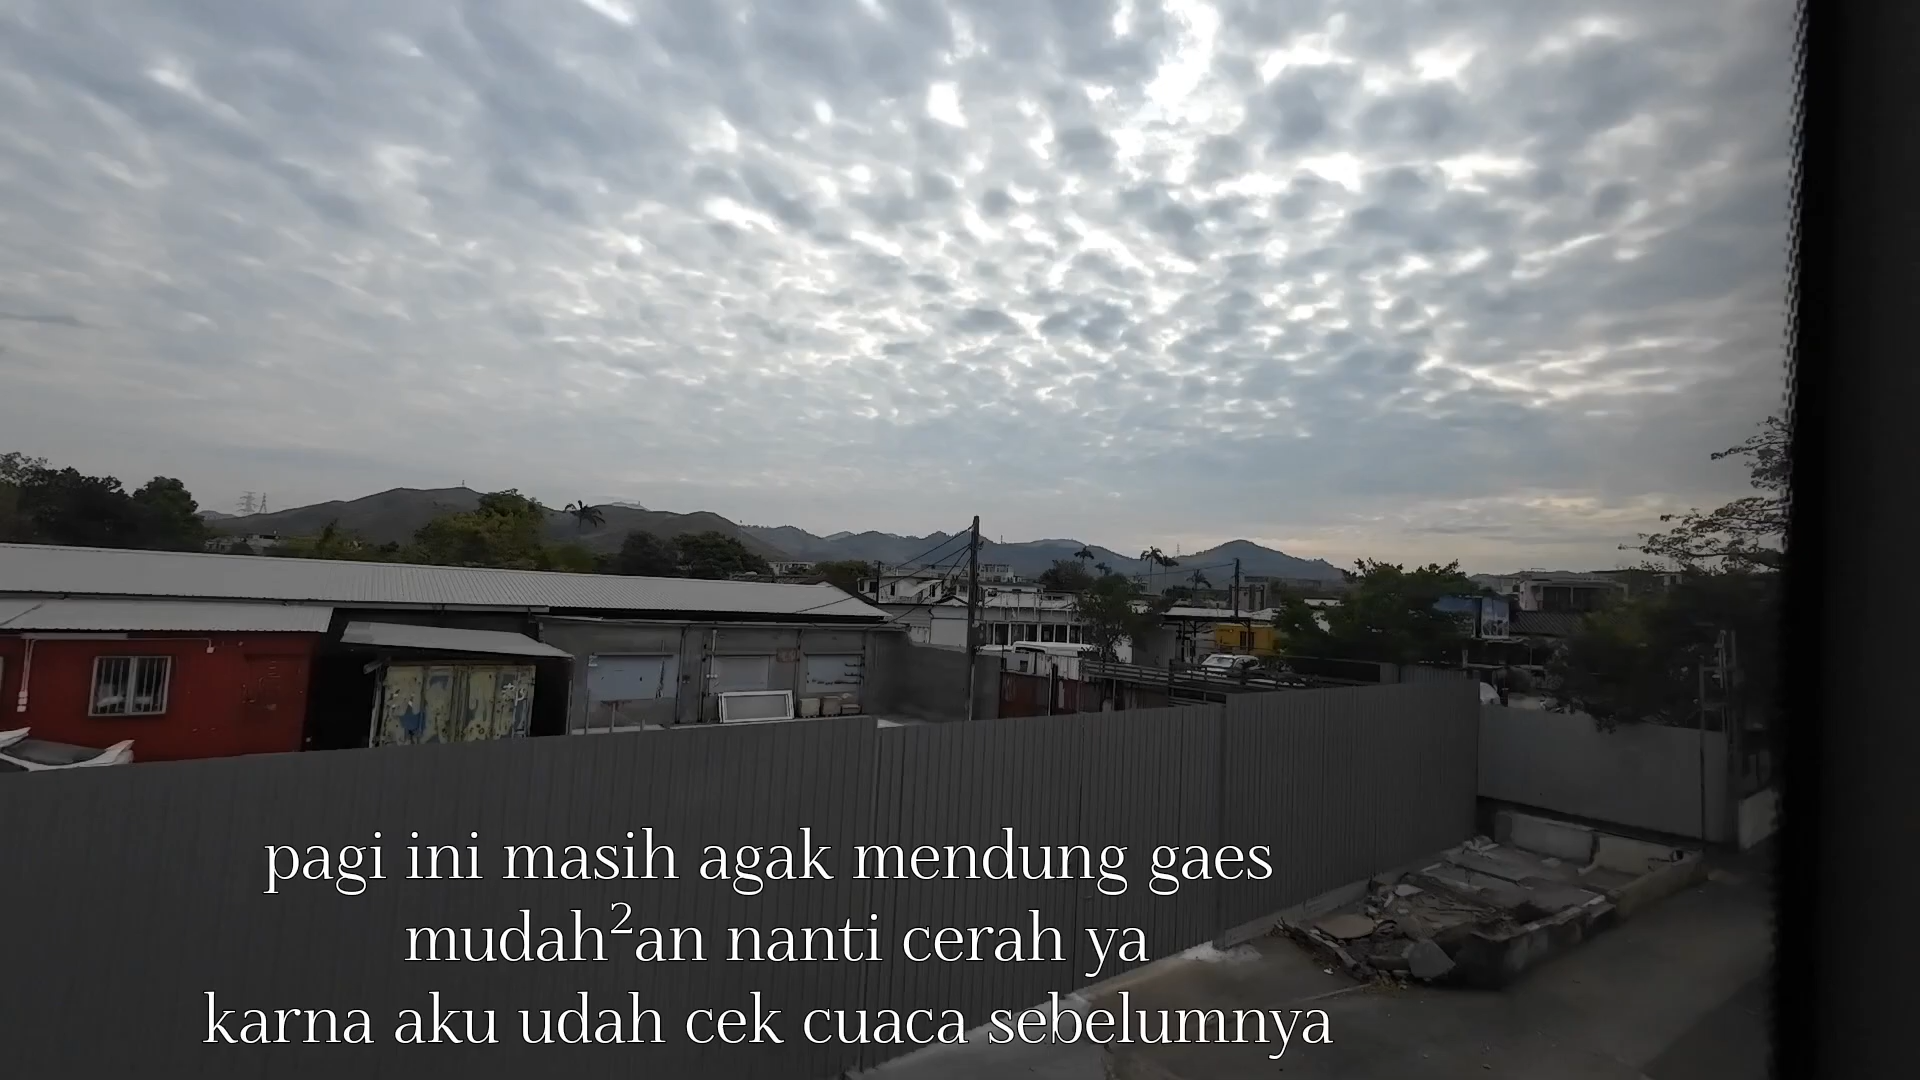 pagi ini masih agak mendung gaes
mudah²an nanti cerah ya
karna aku udah cek cuaca sebelumnya